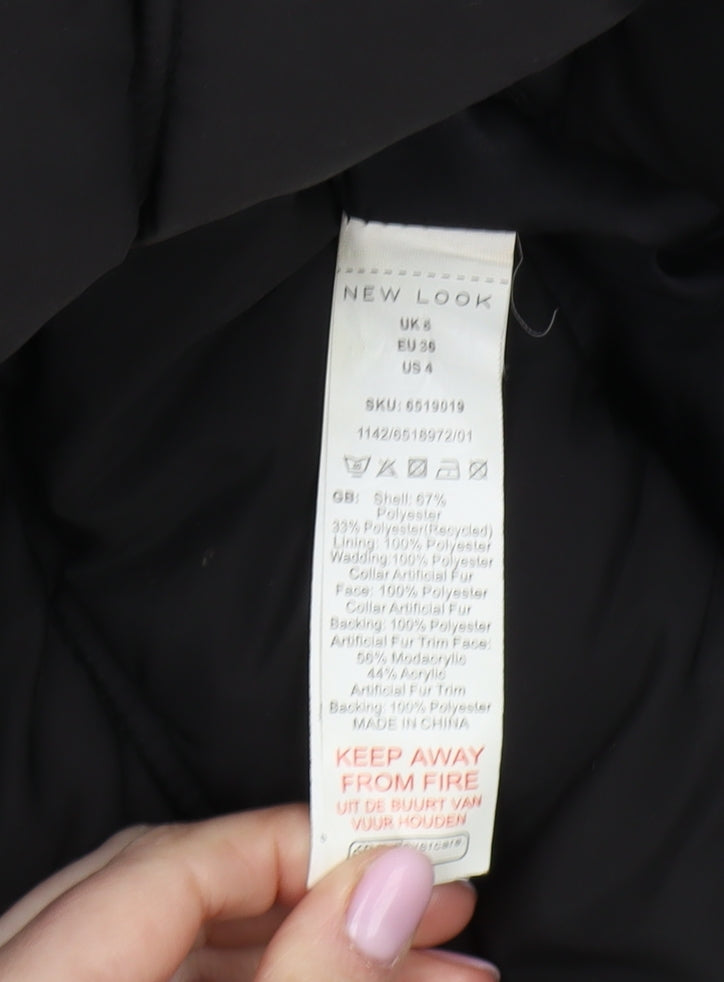 NEW LOOK
UK 8
EU 36
US 4
SKU: 6519019
1142/6518972/01
GB: Shell: 67%
Polyester
33% Polyester(Recycled)
Lining: 100% Polyester
Wadding:100% Polyester
Collar Artificial Fur
Face: 100% Polyester
Collar Artificial Fur
Backing: 100% Polyester
Artificial Fur Trim Face:
56% Modacrylic
44% Acrylic
Artificial Fur Trim
Backing: 100% Polyester
MADE IN CHINA
KEEP AWAY
FROM FIRE
UIT DE BUURT VAN
VUUR HOUDEN